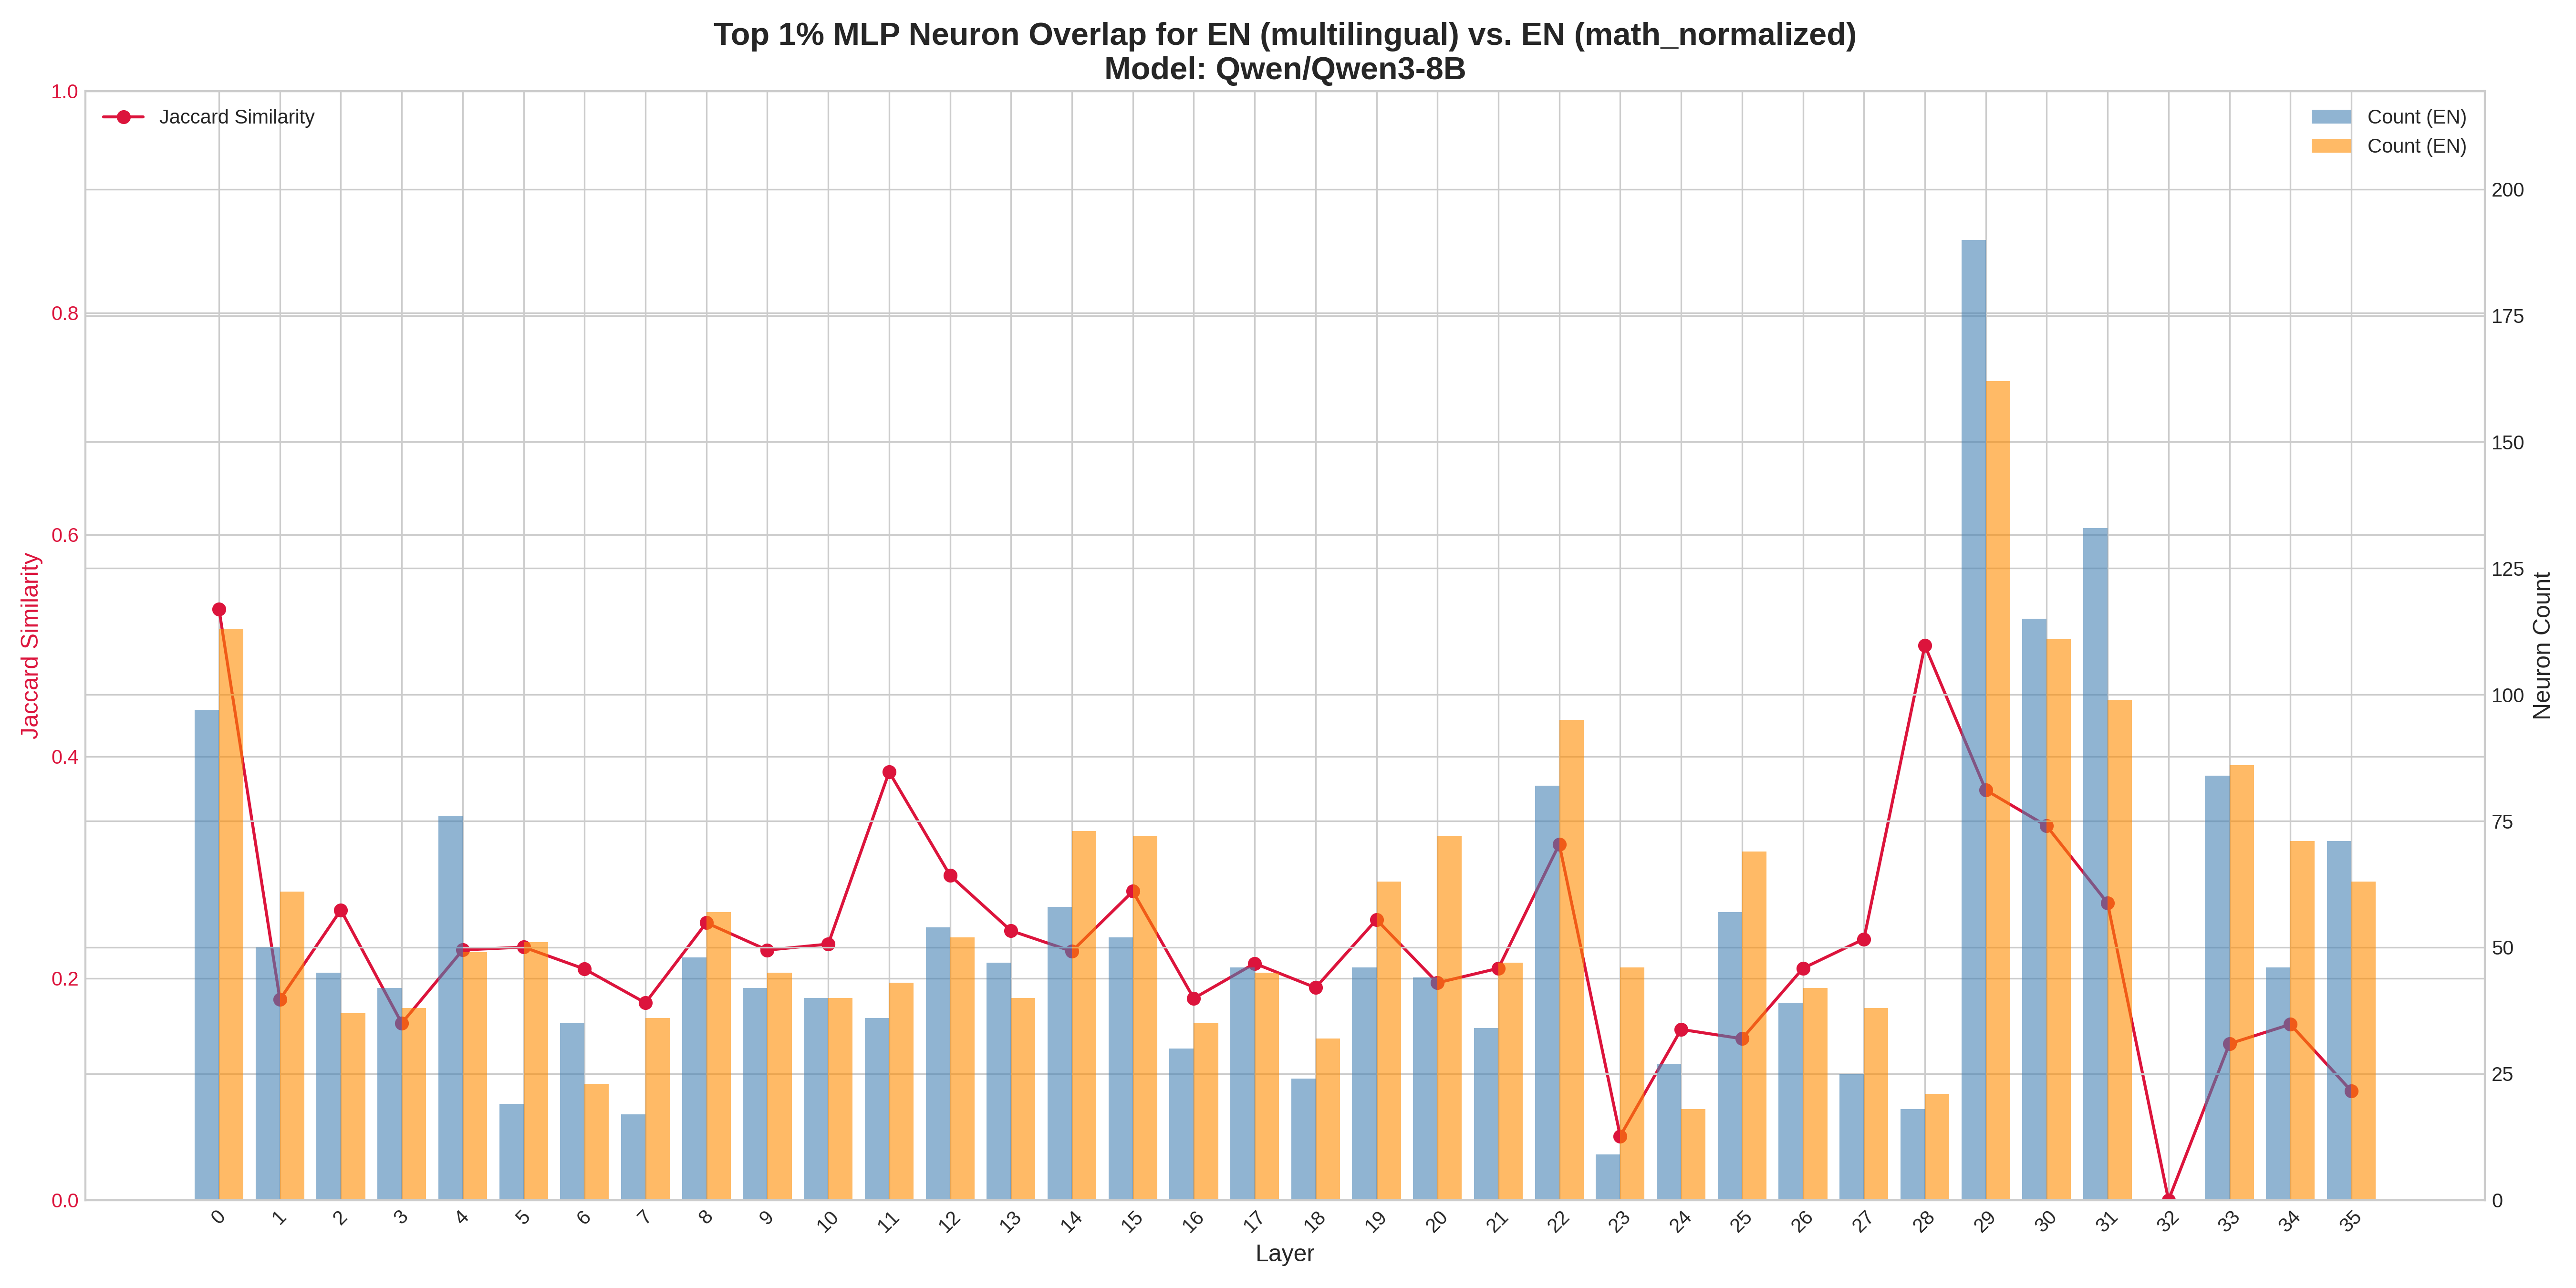 Top 1% MLP Neuron Overlap for EN (multilingual) vs. EN (math_normalized)
Model: Qwen/Qwen3-8B
Jaccard Similarity
Count (EN)
Count (EN)
Jaccard Similarity
1.0
0.8
0.6
0.4
0.2
0.0
200
175
150
125
100
75
50
25
0
Neuron Count
0 1 2 3 4 5 6 7 8 9 10 11 12 13 14 15 16 17 18 19 20 21 22 23 24 25 26 27 28 29 30 31 32 33 34 35
Layer